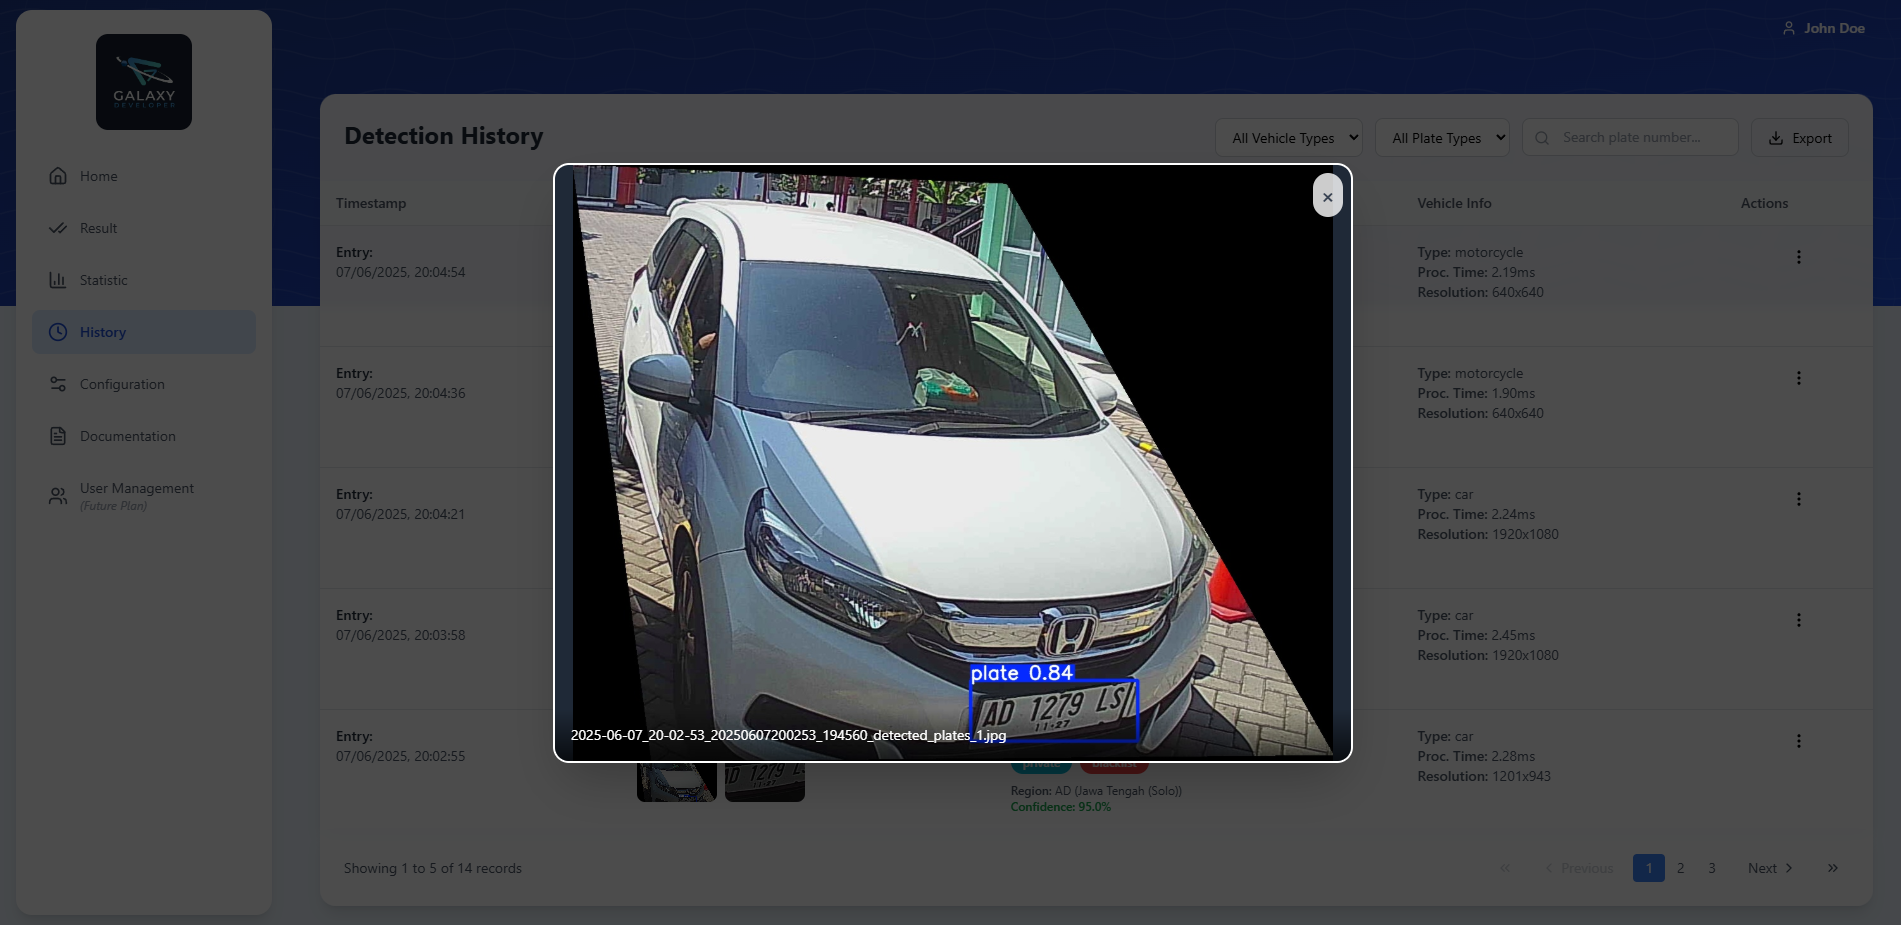 GALAXY
DEVELOPER
Home
Result
Statistic
History
Configuration
Documentation
User Management
(Future Plan)
John Doe
Detection History
All Vehicle Types
All Plate Types
Search plate number...
Export
Timestamp
Vehicle Info
Actions
Entry:
07/06/2025, 20:04:54
Type: motorcycle
Proc. Time: 2.19ms
Resolution: 640x640
Entry:
07/06/2025, 20:04:36
Type: motorcycle
Proc. Time: 1.90ms
Resolution: 640x640
Entry:
07/06/2025, 20:04:21
Type: car
Proc. Time: 2.24ms
Resolution: 1920x1080
Entry:
07/06/2025, 20:03:58
Type: car
Proc. Time: 2.45ms
Resolution: 1920x1080
plate 0.84
AD 1279 LS
11·27
2025-06-07_20-02-53_20250607200253_194560_detected_plates_1.jpg
Entry:
07/06/2025, 20:02:55
D 1279 L
private
blacklist
Region: AD (Jawa Tengah (Solo))
Confidence: 95.0%
Type: car
Proc. Time: 2.28ms
Resolution: 1201x943
Showing 1 to 5 of 14 records
« ‹ Previous 1 2 3 Next › »